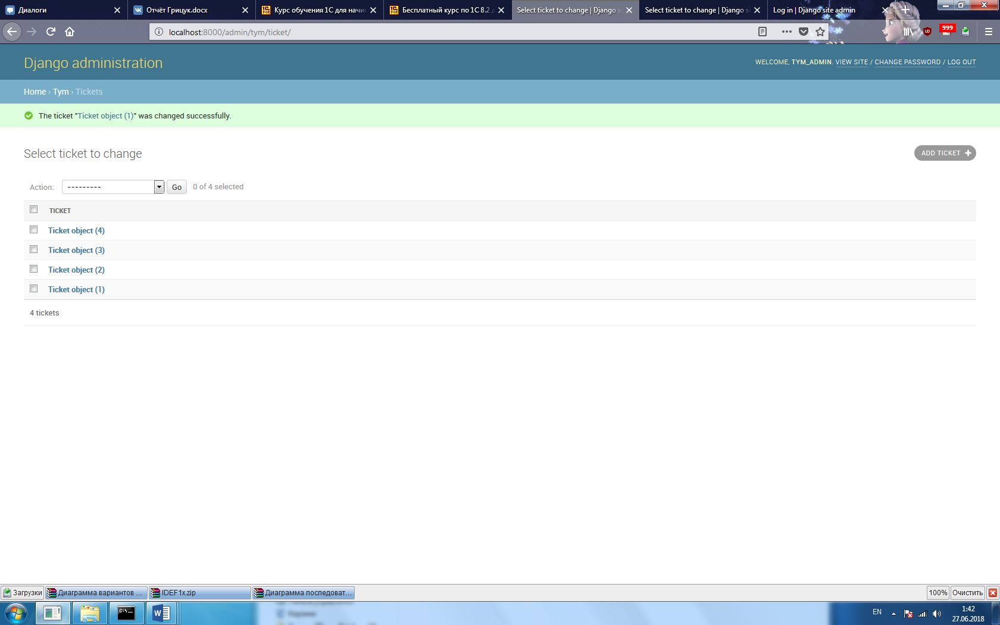 Диалоги
Отчёт Грицук.docx
Курс обучения 1С для начи
Бесплатный курс по 1С 8.2
Select ticket to change | Django s
Select ticket to change | Django s
Log in | Django site admin
localhost:8000/admin/tym/ticket/
999
Django administration
WELCOME, TYM_ADMIN. VIEW SITE / CHANGE PASSWORD / LOG OUT
Home › Tym › Tickets
The ticket "Ticket object (1)" was changed successfully.
Select ticket to change
ADD TICKET +
Action:
---------
Go
0 of 4 selected
TICKET
Ticket object (4)
Ticket object (3)
Ticket object (2)
Ticket object (1)
4 tickets
Загрузки
Диаграмма вариантов ...
IDEF1x.zip
Диаграмма последоват...
100%
Очистить
EN
1:42
27.06.2018